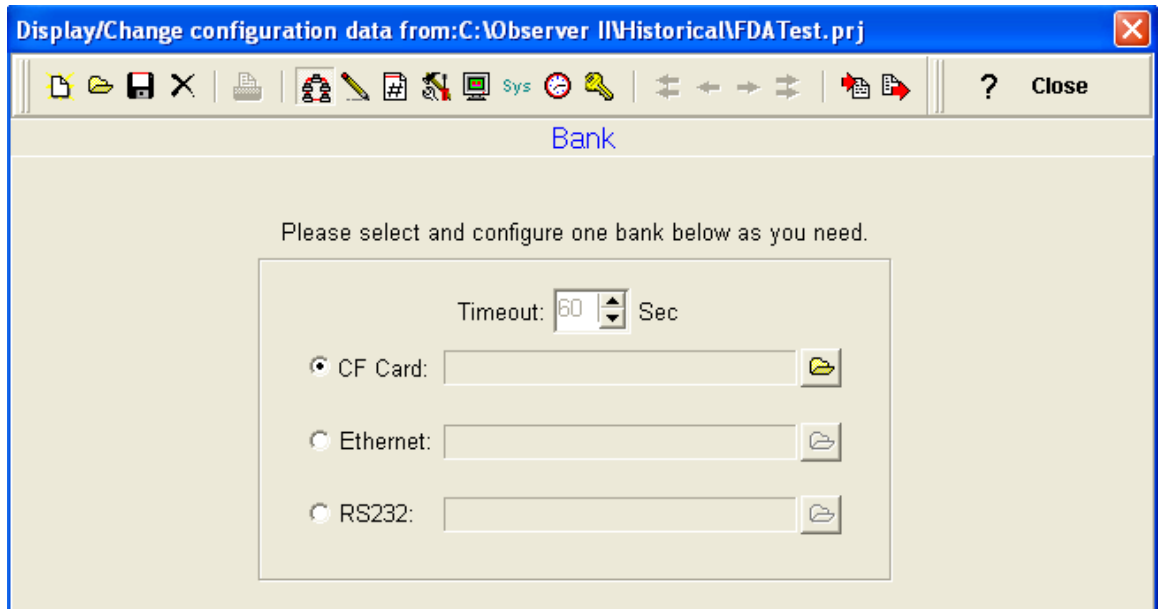 Display/Change configuration data from:C:\Observer II\Historical\FDATest.prj
# Sys ? Close
Bank
Please select and configure one bank below as you need.
Timeout: 60 Sec
CF Card:
Ethernet:
RS232: